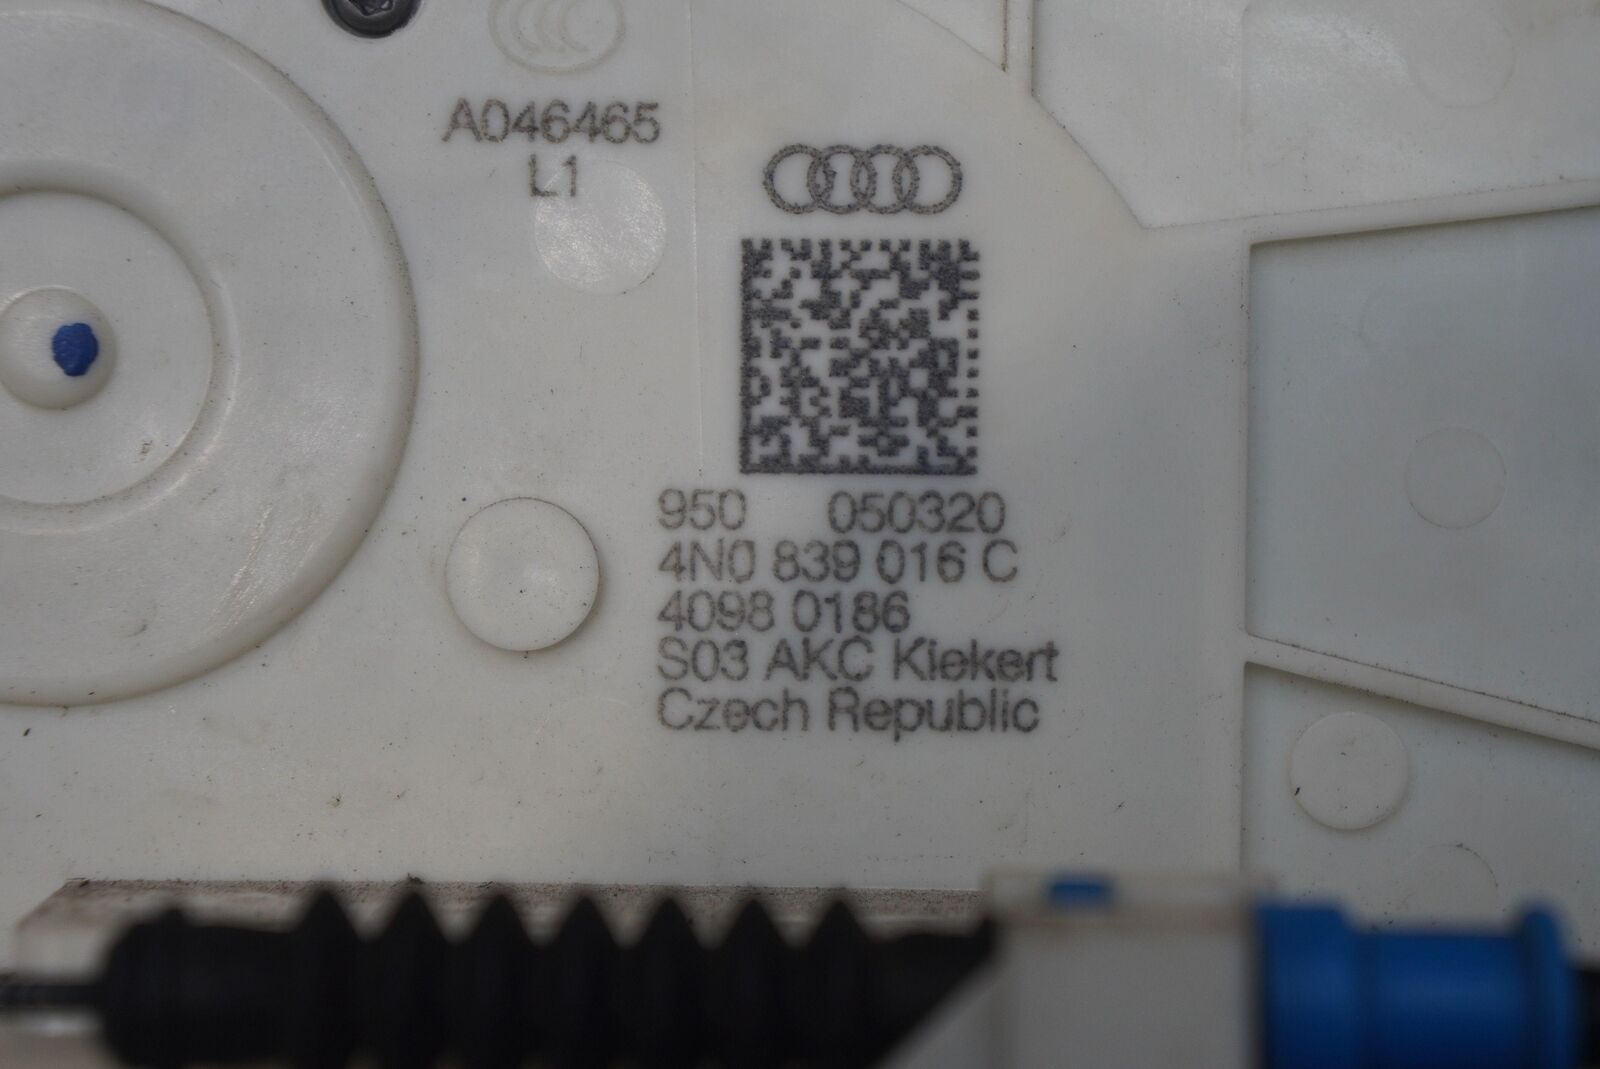 A046465
L1
950 050320
4N0 839 016 C
4098 0186
S03 AKC Kiekert
Czech Republic